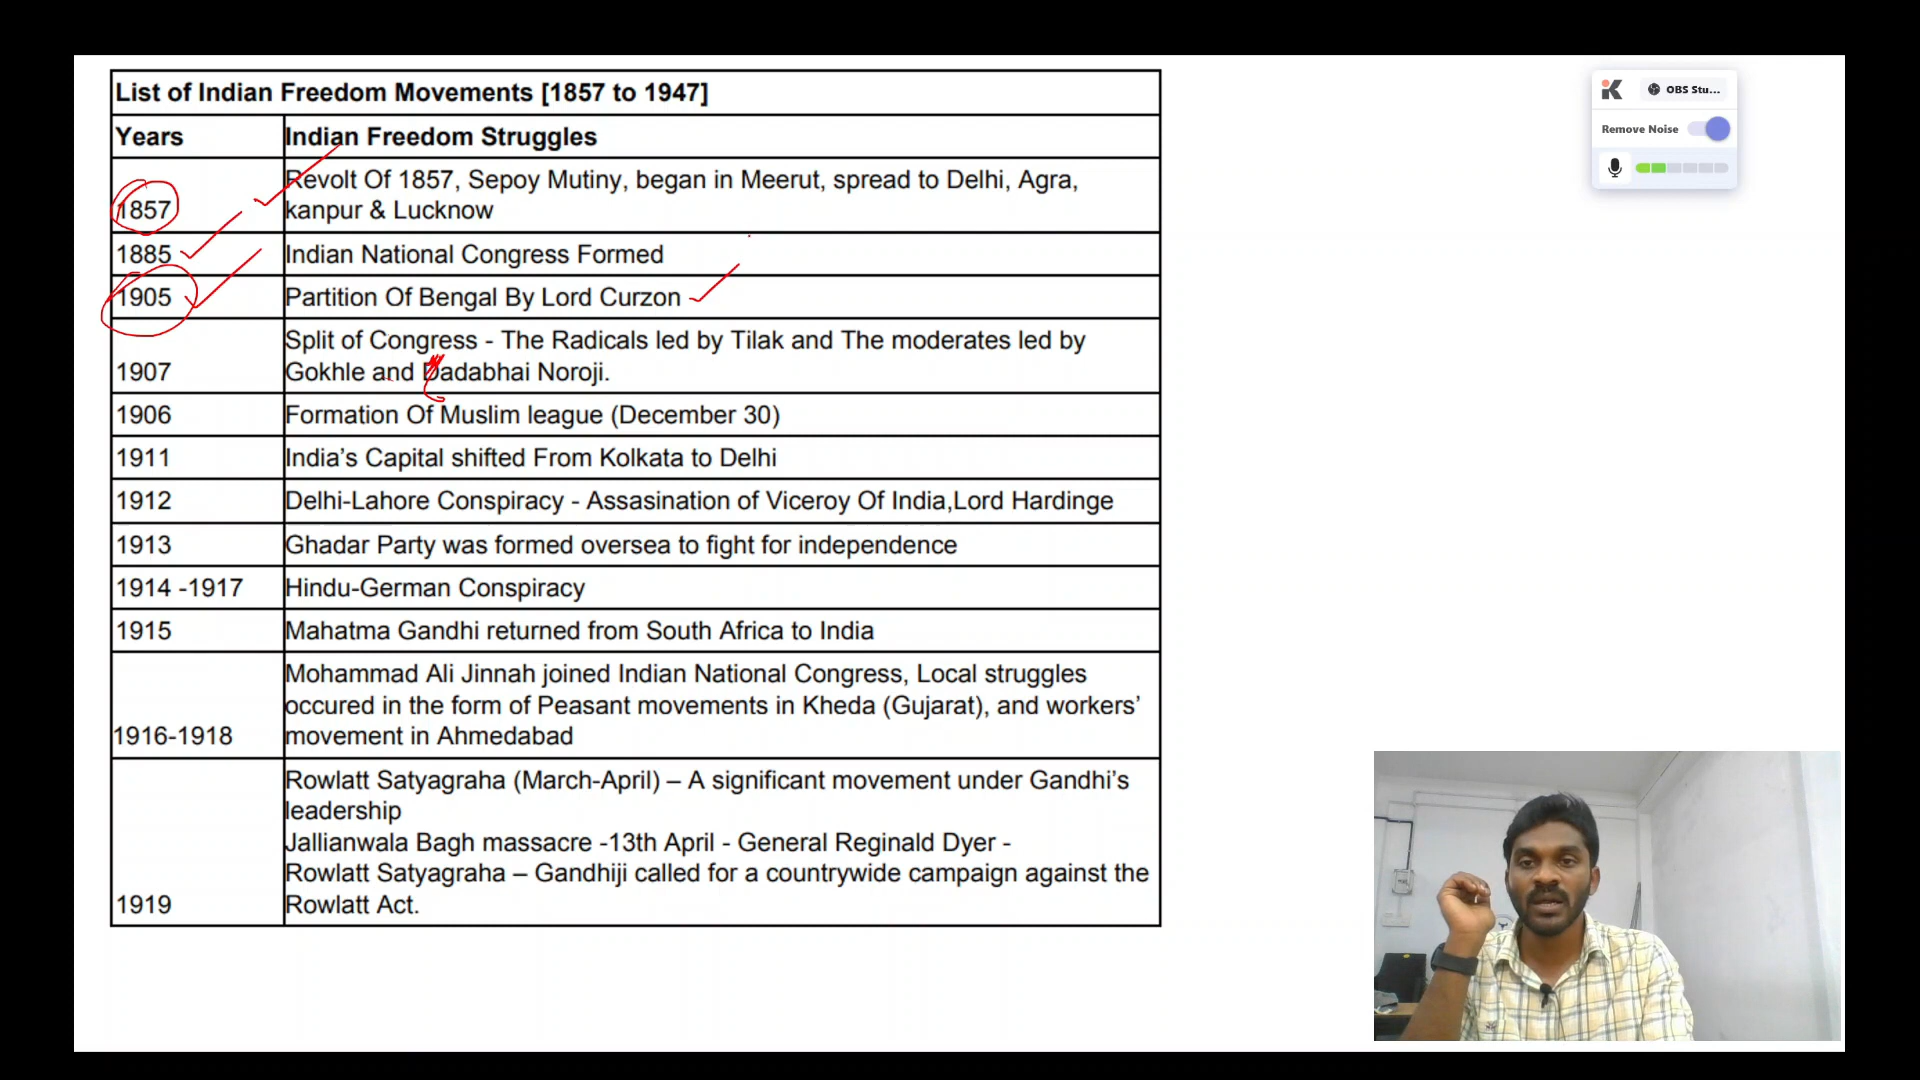 List of Indian Freedom Movements [1857 to 1947]
Years Indian Freedom Struggles
1857 Revolt Of 1857, Sepoy Mutiny, began in Meerut, spread to Delhi, Agra,
kanpur & Lucknow
1885 Indian National Congress Formed
1905 Partition Of Bengal By Lord Curzon
1907 Split of Congress - The Radicals led by Tilak and The moderates led by
Gokhle and Dadabhai Noroji.
1906 Formation Of Muslim league (December 30)
1911 India’s Capital shifted From Kolkata to Delhi
1912 Delhi-Lahore Conspiracy - Assasination of Viceroy Of India,Lord Hardinge
1913 Ghadar Party was formed oversea to fight for independence
1914 -1917 Hindu-German Conspiracy
1915 Mahatma Gandhi returned from South Africa to India
1916-1918 Mohammad Ali Jinnah joined Indian National Congress, Local struggles
occured in the form of Peasant movements in Kheda (Gujarat), and workers’
movement in Ahmedabad
1919 Rowlatt Satyagraha (March-April) – A significant movement under Gandhi’s
leadership
Jallianwala Bagh massacre -13th April - General Reginald Dyer -
Rowlatt Satyagraha – Gandhiji called for a countrywide campaign against the
Rowlatt Act.
OBS Stu...
Remove Noise